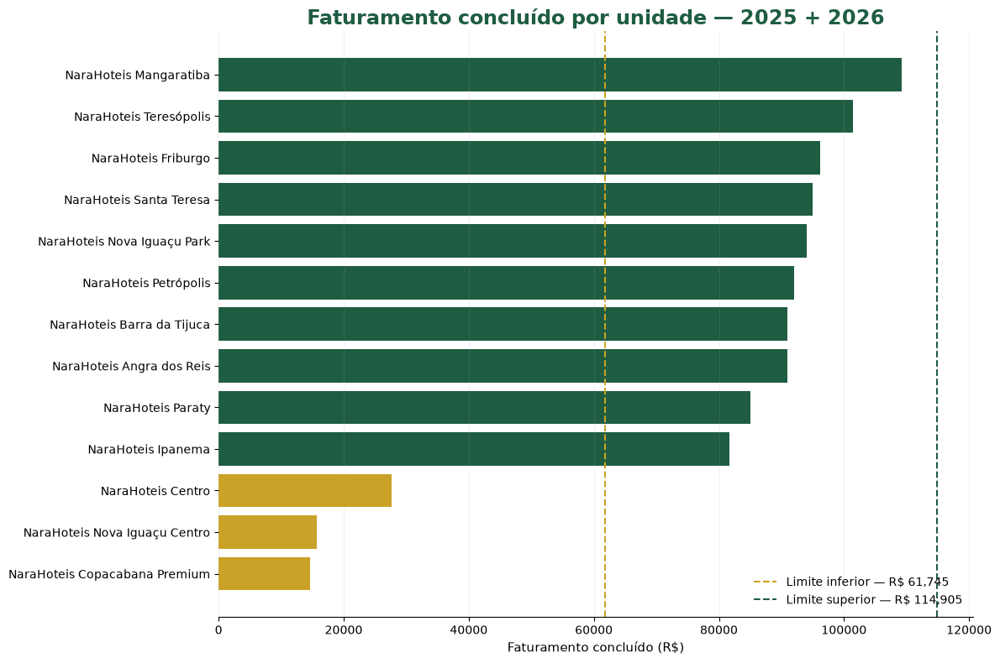 Faturamento concluído por unidade — 2025 + 2026
NaraHoteis Mangaratiba
NaraHoteis Teresópolis
NaraHoteis Friburgo
NaraHoteis Santa Teresa
NaraHoteis Nova Iguaçu Park
NaraHoteis Petrópolis
NaraHoteis Barra da Tijuca
NaraHoteis Angra dos Reis
NaraHoteis Paraty
NaraHoteis Ipanema
NaraHoteis Centro
NaraHoteis Nova Iguaçu Centro
NaraHoteis Copacabana Premium
Limite inferior — R$ 61,745
Limite superior — R$ 114,905
0 20000 40000 60000 80000 100000 120000
Faturamento concluído (R$)